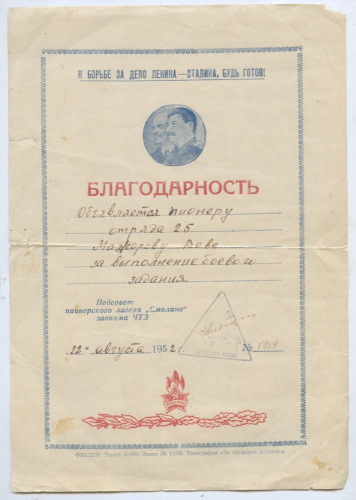 К БОРЬБЕ ЗА ДЕЛО ЛЕНИНА—СТАЛИНА, БУДЬ ГОТОВ!
БЛАГОДАРНОСТЬ
Объявляется пионеру
отряда 25
Мажорову Вове
за выполнение боевого
задания
Педсовет
пионерского лагеря „Смолино"
завкома ЧТЗ
„22" августа 1952 г.